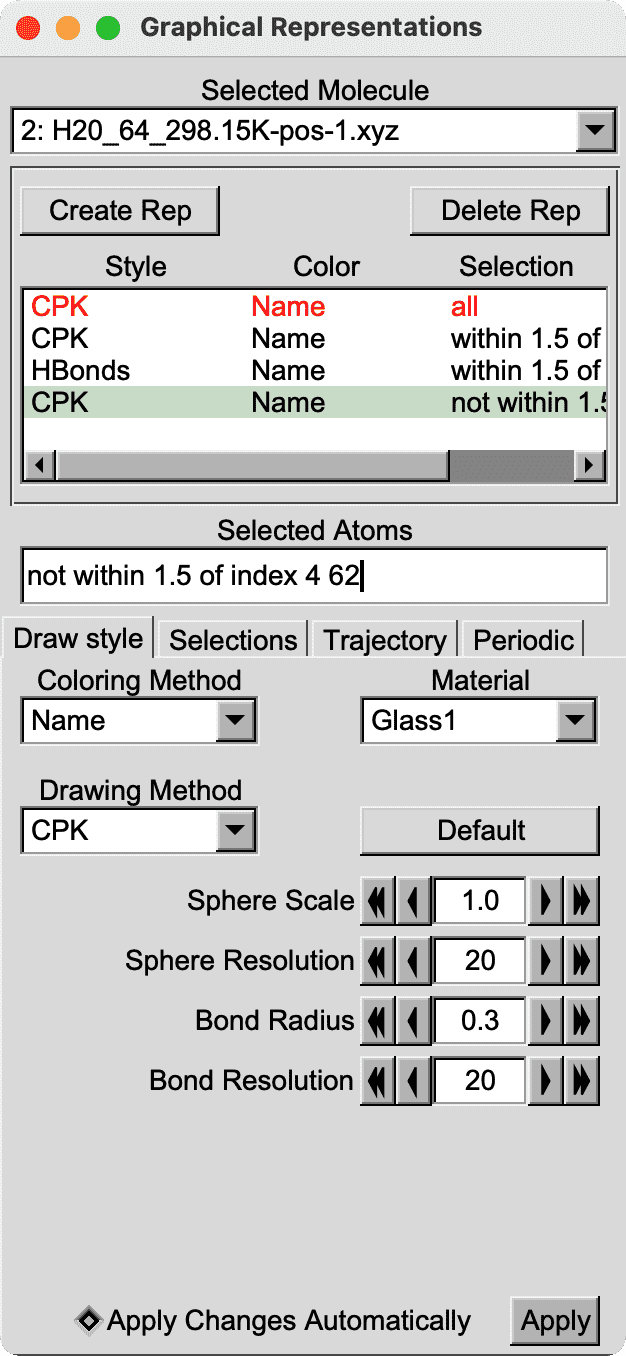 Graphical Representations
Selected Molecule
2: H20_64_298.15K-pos-1.xyz
Create Rep Delete Rep
Style Color Selection
CPK Name all
CPK Name within 1.5 of
HBonds Name within 1.5 of
CPK Name not within 1.5
Selected Atoms
not within 1.5 of index 4 62
Draw style Selections Trajectory Periodic
Coloring Method Material
Name Glass1
Drawing Method
CPK Default
Sphere Scale 1.0
Sphere Resolution 20
Bond Radius 0.3
Bond Resolution 20
Apply Changes Automatically Apply